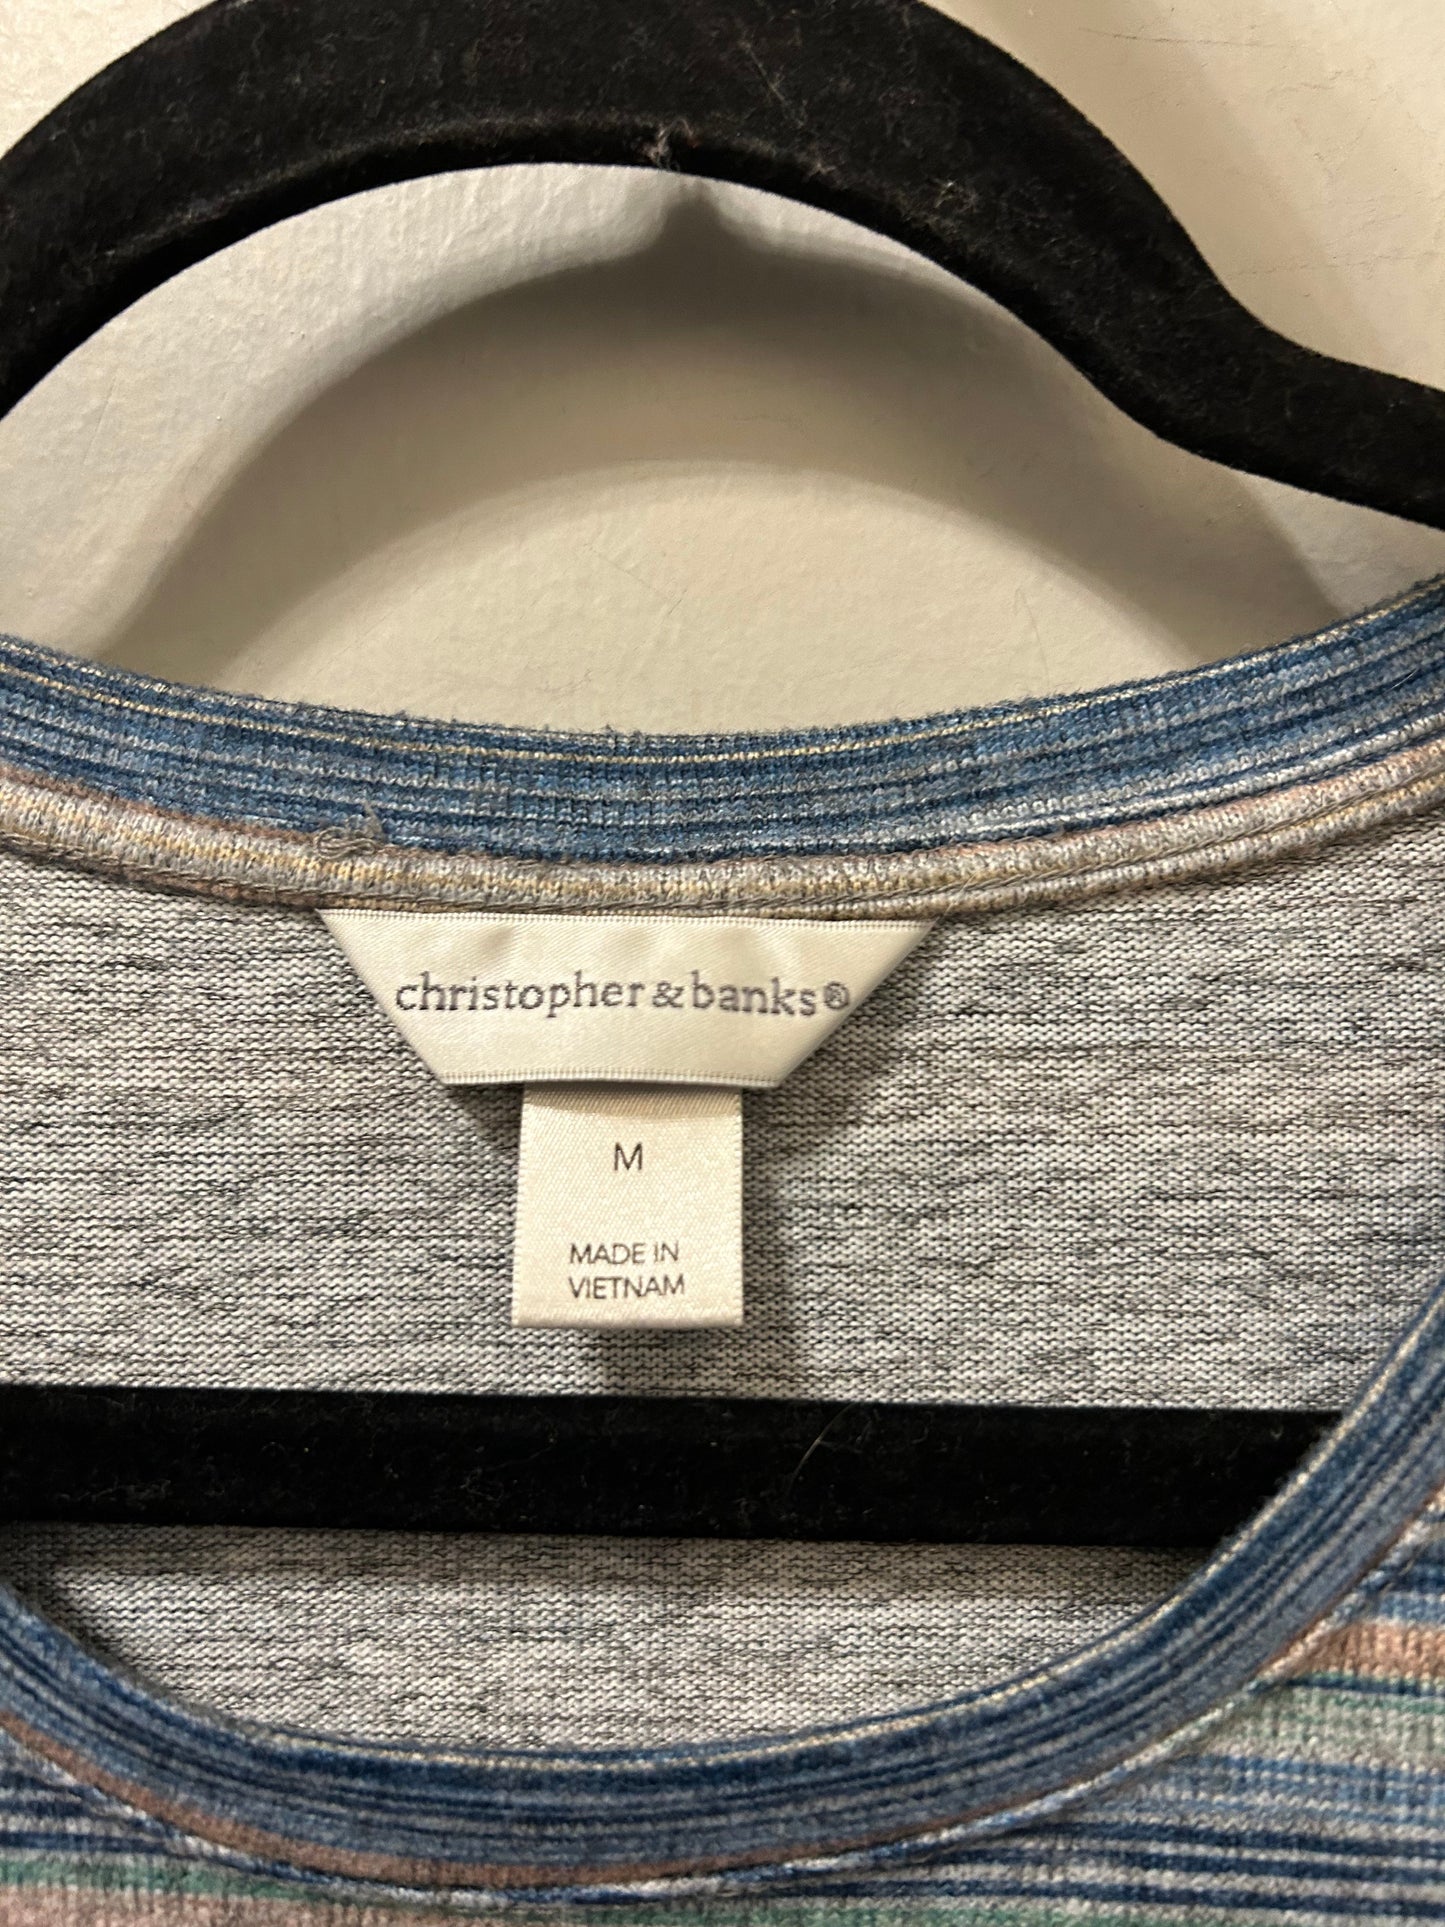 christopher & banks®
M
MADE IN
VIETNAM